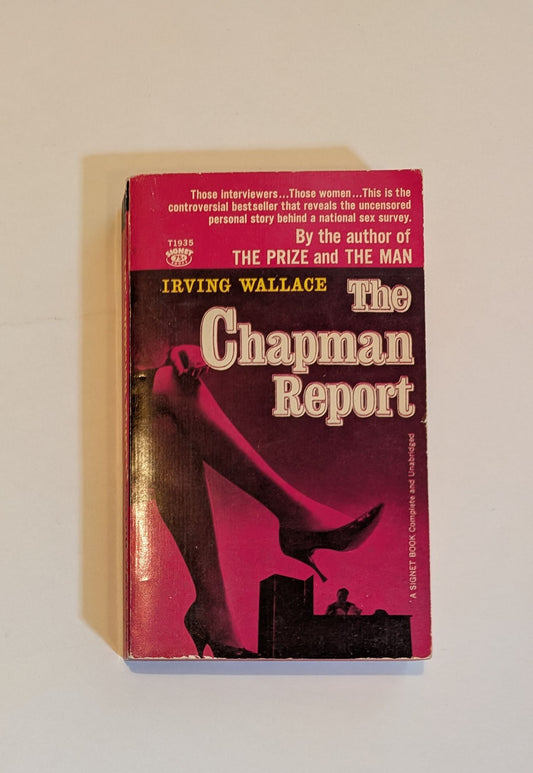 Those interviewers...Those women...This is the
controversial bestseller that reveals the uncensored
personal story behind a national sex survey.
T1935
SIGNET
BOOKS
By the author of
THE PRIZE and THE MAN
IRVING WALLACE
The
Chapman
Report
A SIGNET BOOK Complete and Unabridged